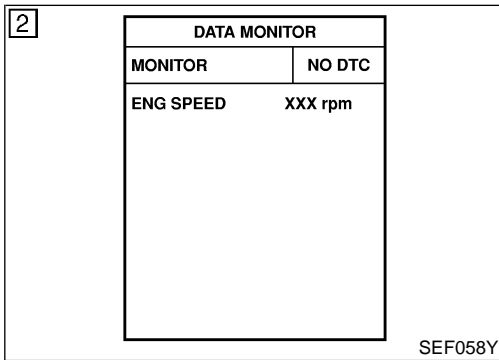 2
DATA MONITOR
MONITOR NO DTC
ENG SPEED XXX rpm
SEF058Y